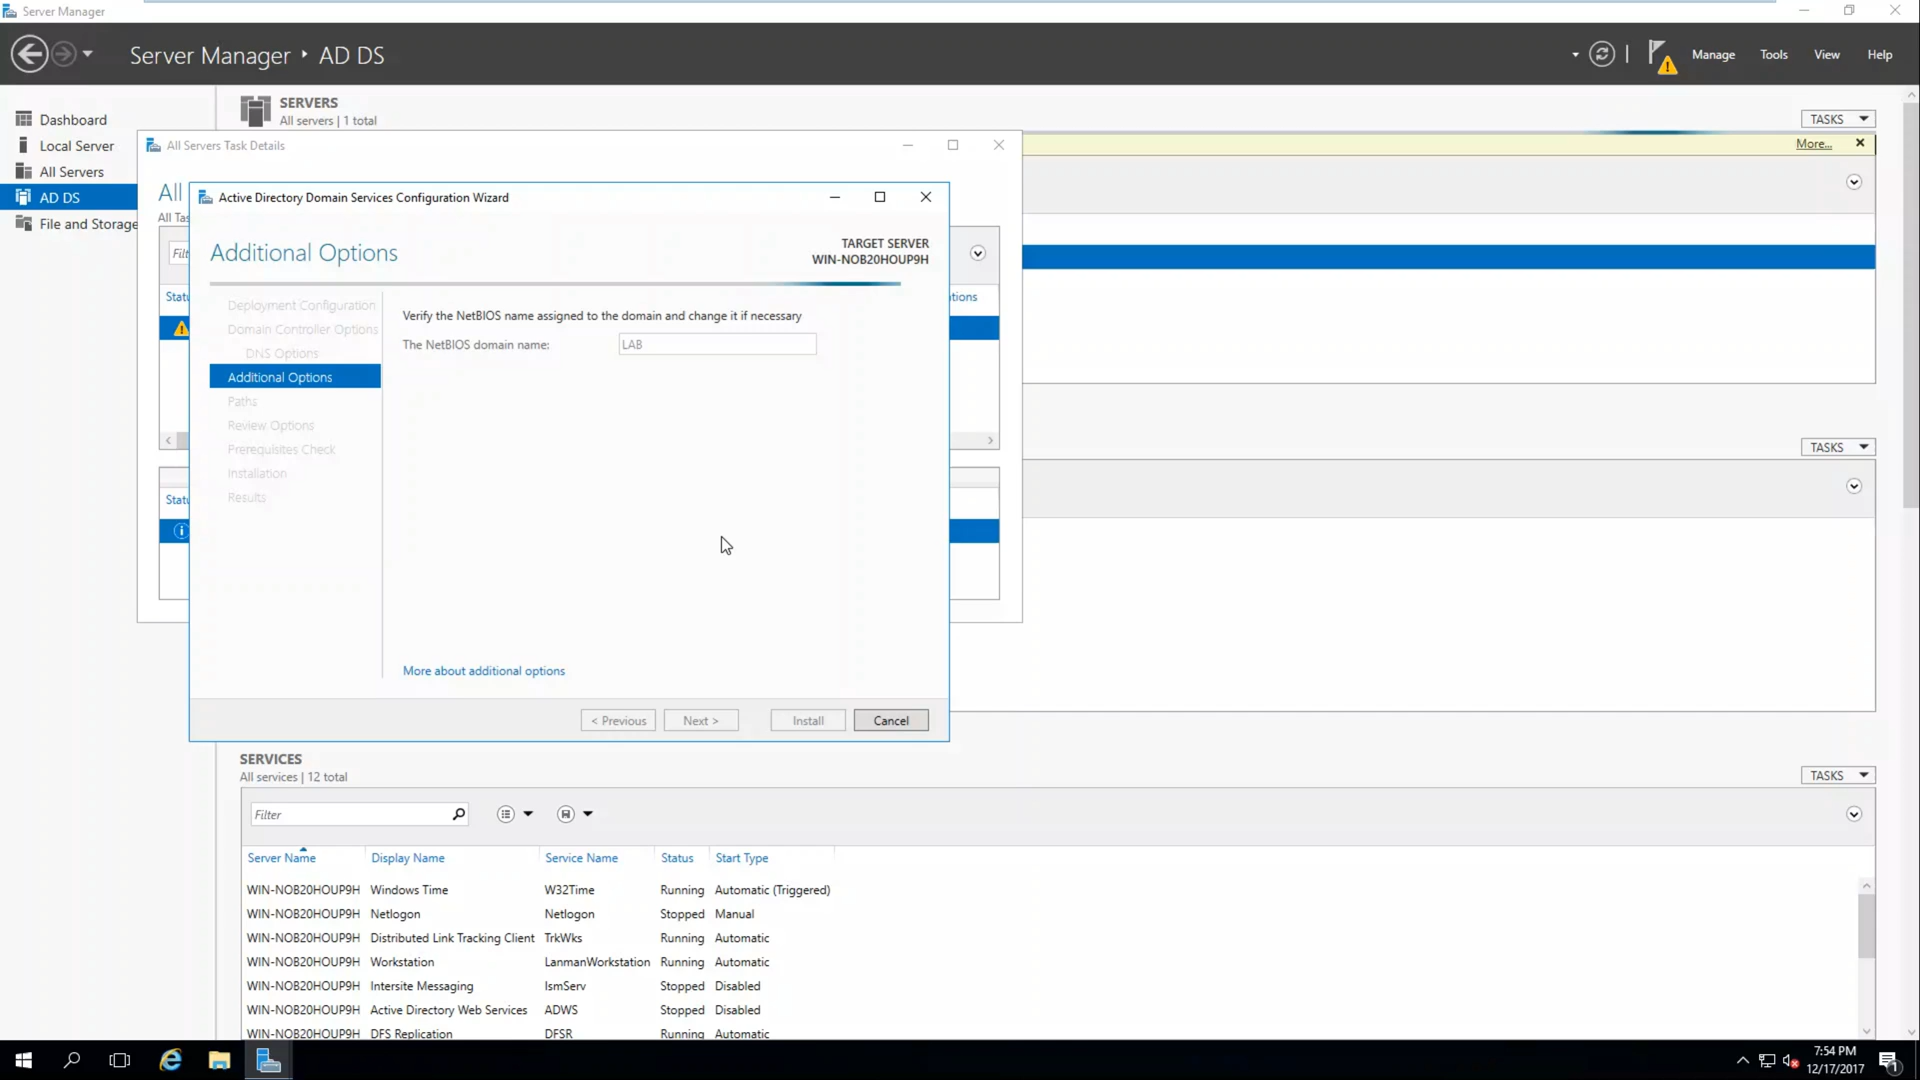 Server Manager
Server Manager ‣ AD DS
Manage
Tools
View
Help
Dashboard
Local Server
All Servers
AD DS
File and Storage
SERVERS
All servers | 1 total
TASKS
More...
All Servers Task Details
All
All Tas
Filt
Statu
tions
Statu
Active Directory Domain Services Configuration Wizard
Additional Options
TARGET SERVER
WIN-NOB20HOUP9H
Deployment Configuration
Domain Controller Options
DNS Options
Additional Options
Paths
Review Options
Prerequisites Check
Installation
Results
Verify the NetBIOS name assigned to the domain and change it if necessary
The NetBIOS domain name:
LAB
More about additional options
< Previous
Next >
Install
Cancel
TASKS
SERVICES
All services | 12 total
TASKS
Filter
Server Name Display Name Service Name Status Start Type
WIN-NOB20HOUP9H Windows Time W32Time Running Automatic (Triggered)
WIN-NOB20HOUP9H Netlogon Netlogon Stopped Manual
WIN-NOB20HOUP9H Distributed Link Tracking Client TrkWks Running Automatic
WIN-NOB20HOUP9H Workstation LanmanWorkstation Running Automatic
WIN-NOB20HOUP9H Intersite Messaging IsmServ Stopped Disabled
WIN-NOB20HOUP9H Active Directory Web Services ADWS Stopped Disabled
WIN-NOB20HOUP9H DFS Replication DFSR Running Automatic
7:54 PM
12/17/2017
1